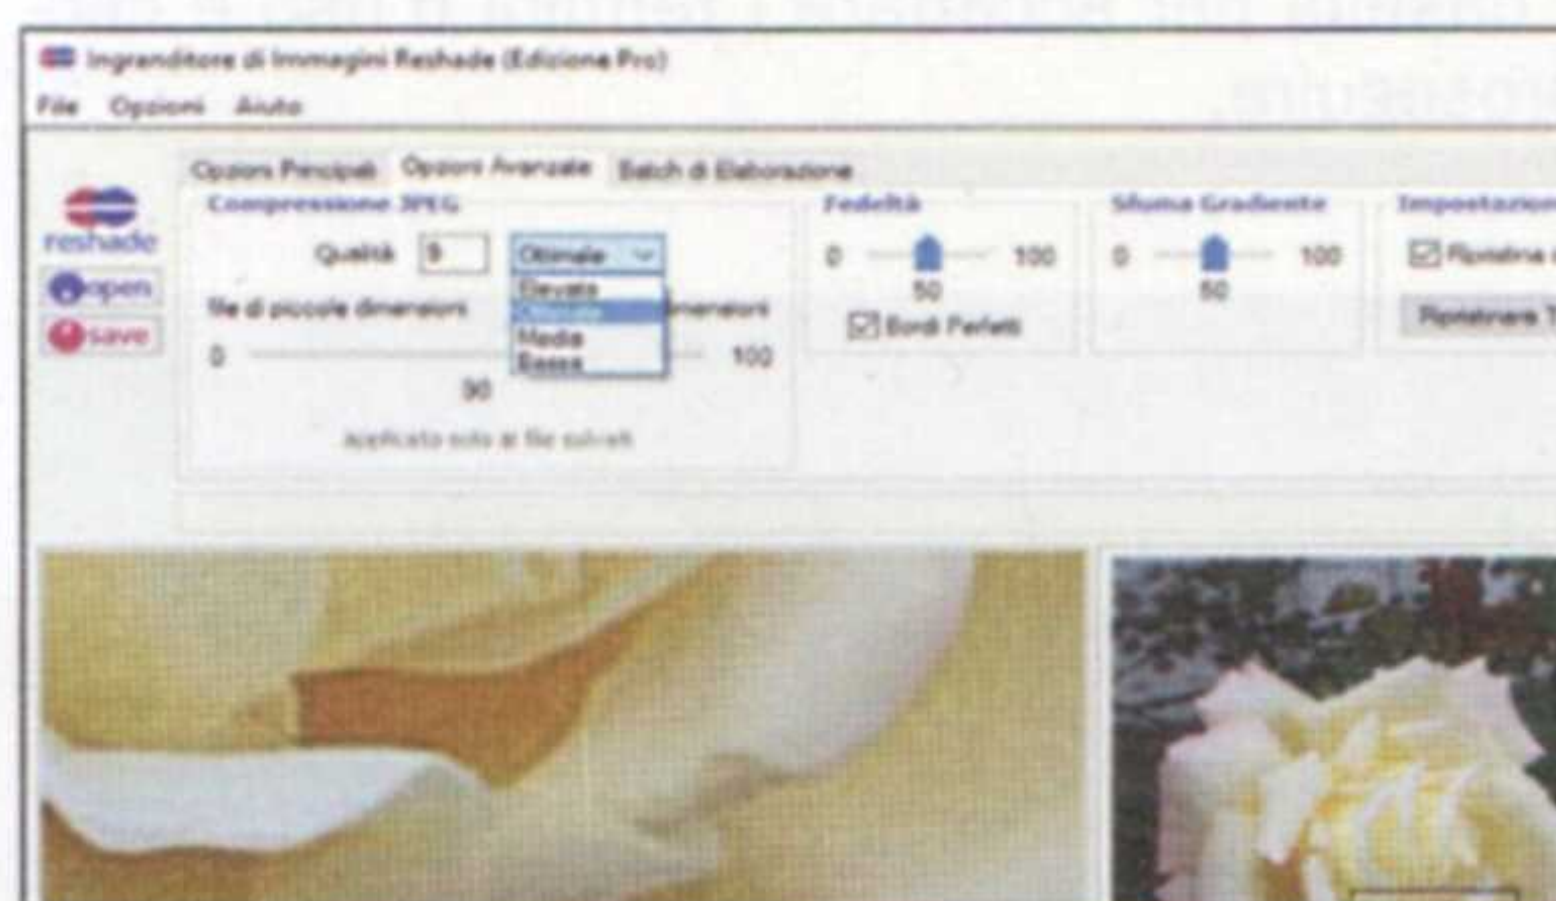 Ingranditore di Immagini Reshade (Edizione Pro)
File Opzioni Aiuto
Opzioni Principali Opzioni Avanzate Batch di Elaborazione
Compressione JPEG
Fedeltà
Sfuma Gradiente
reshade
Qualità 9 Ottimale
0 100
0 100
open
Elevata
50
50
file di piccole dimensioni
Ottimale
Bordi Perfetti
save
Media
0 100
Bassa
90
Applicato solo ai file salvati